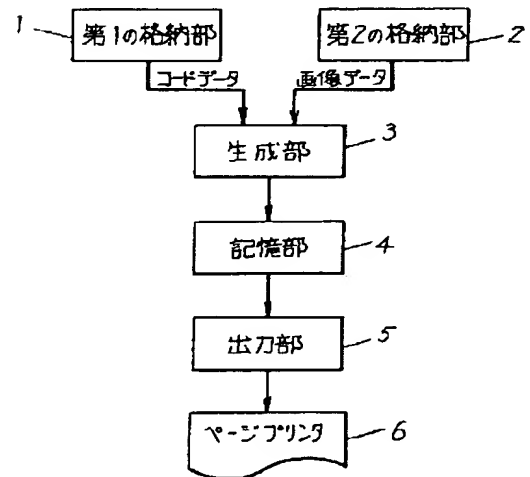 1 第1の格納部 第2の格納部 2
コードデータ 画像データ
生成部 3
記憶部 4
出力部 5
ページプリンタ 6